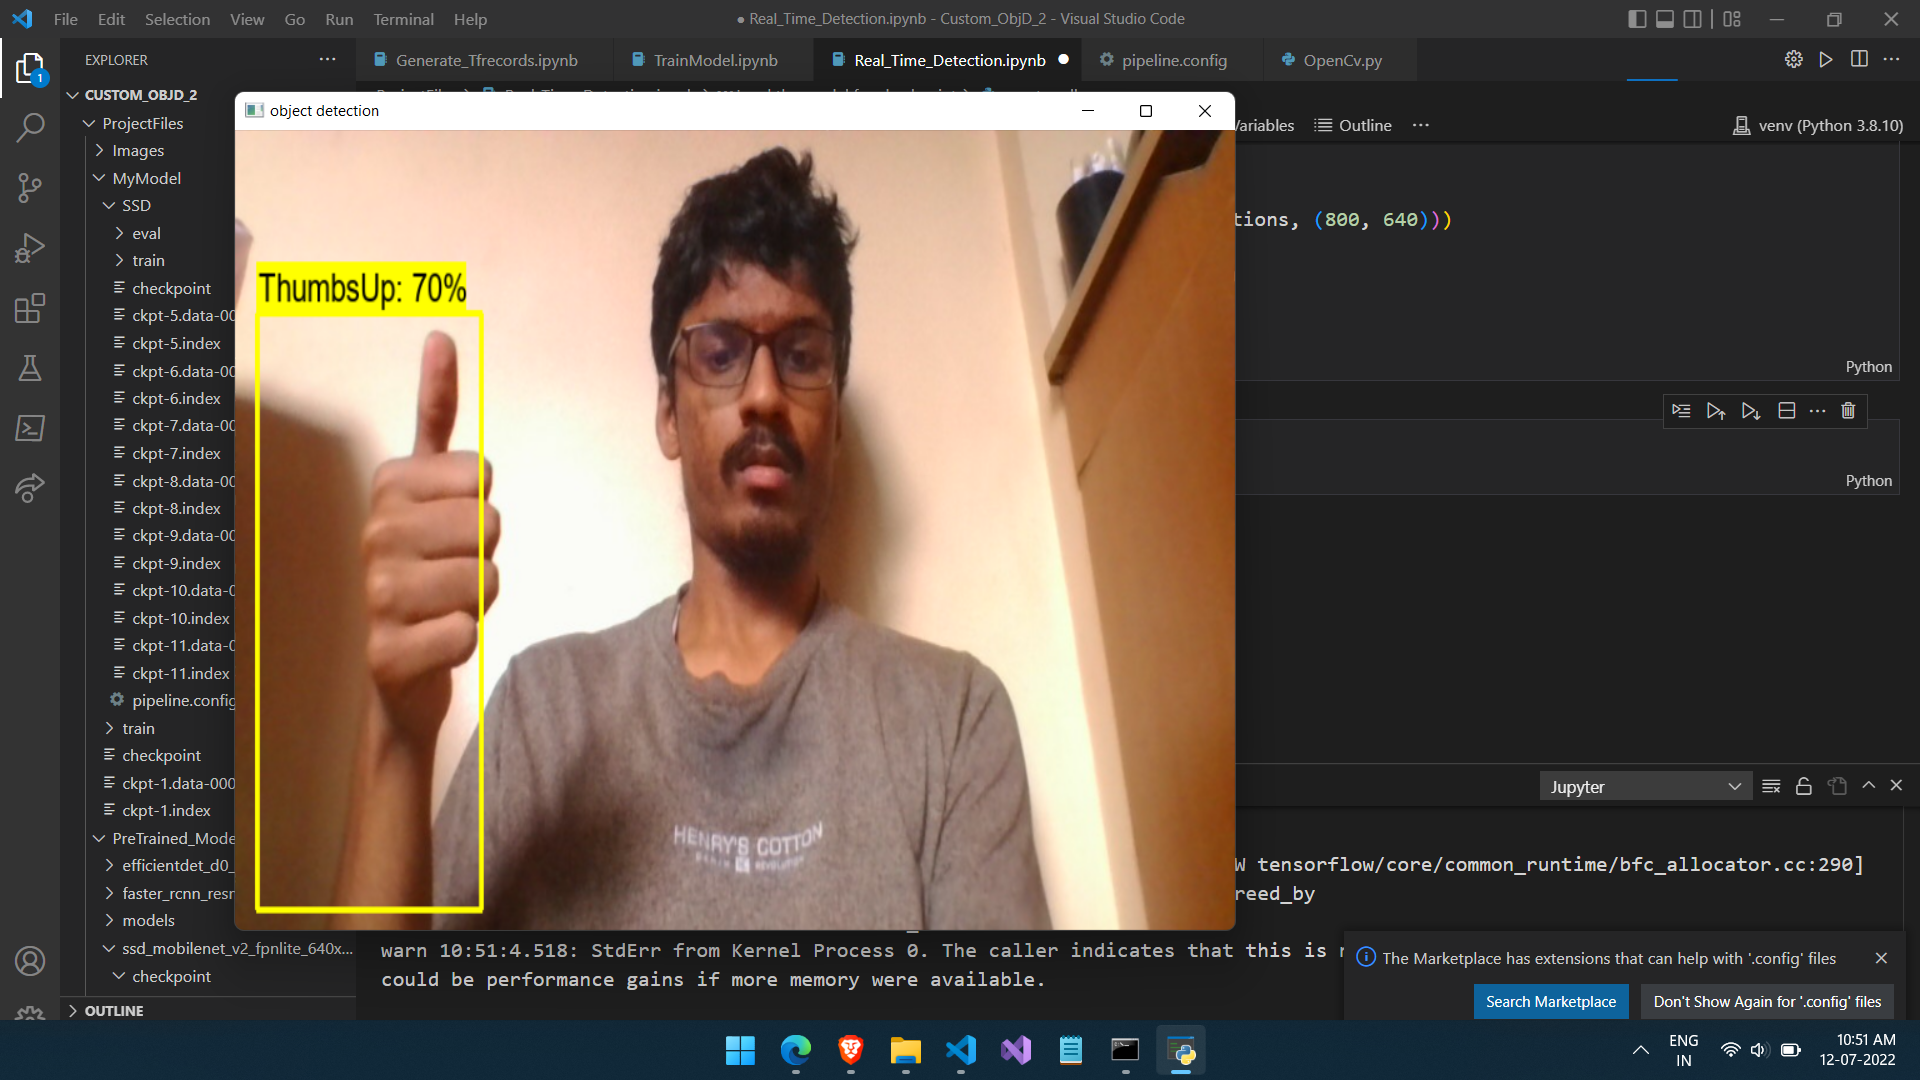 File Edit Selection View Go Run Terminal Help
● Real_Time_Detection.ipynb - Custom_ObjD_2 - Visual Studio Code
EXPLORER
Generate_Tfrecords.ipynb
TrainModel.ipynb
Real_Time_Detection.ipynb
pipeline.config
OpenCv.py
CUSTOM_OBJD_2
ProjectFiles
Images
MyModel
SSD
eval
train
checkpoint
ckpt-5.data-00
ckpt-5.index
ckpt-6.data-00
ckpt-6.index
ckpt-7.data-00
ckpt-7.index
ckpt-8.data-00
ckpt-8.index
ckpt-9.data-00
ckpt-9.index
ckpt-10.data-0
ckpt-10.index
ckpt-11.data-0
ckpt-11.index
pipeline.config
train
checkpoint
ckpt-1.data-000
ckpt-1.index
PreTrained_Mode
efficientdet_d0_
faster_rcnn_resn
models
ssd_mobilenet_v2_fpnlite_640x...
checkpoint
OUTLINE
object detection
ThumbsUp: 70%
HENRY'S COTTON
Variables
Outline
venv (Python 3.8.10)
tions, (800, 640)))
Python
Python
Jupyter
W tensorflow/core/common_runtime/bfc_allocator.cc:290]
reed_by
warn 10:51:4.518: StdErr from Kernel Process 0. The caller indicates that this is
could be performance gains if more memory were available.
The Marketplace has extensions that can help with '.config' files
Search Marketplace
Don't Show Again for '.config' files
ENG
IN
10:51 AM
12-07-2022
1